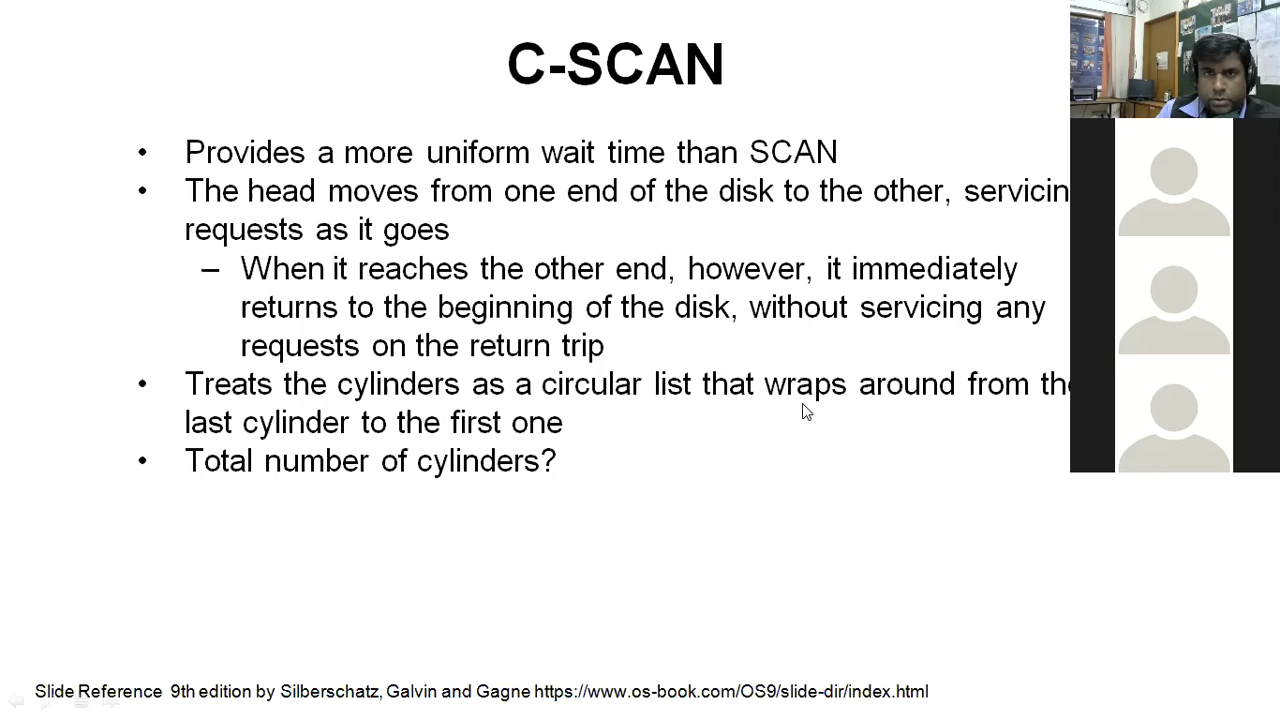 C-SCAN
• Provides a more uniform wait time than SCAN
• The head moves from one end of the disk to the other, servicin
requests as it goes
– When it reaches the other end, however, it immediately
returns to the beginning of the disk, without servicing any
requests on the return trip
• Treats the cylinders as a circular list that wraps around from the
last cylinder to the first one
• Total number of cylinders?
Slide Reference 9th edition by Silberschatz, Galvin and Gagne https://www.os-book.com/OS9/slide-dir/index.html